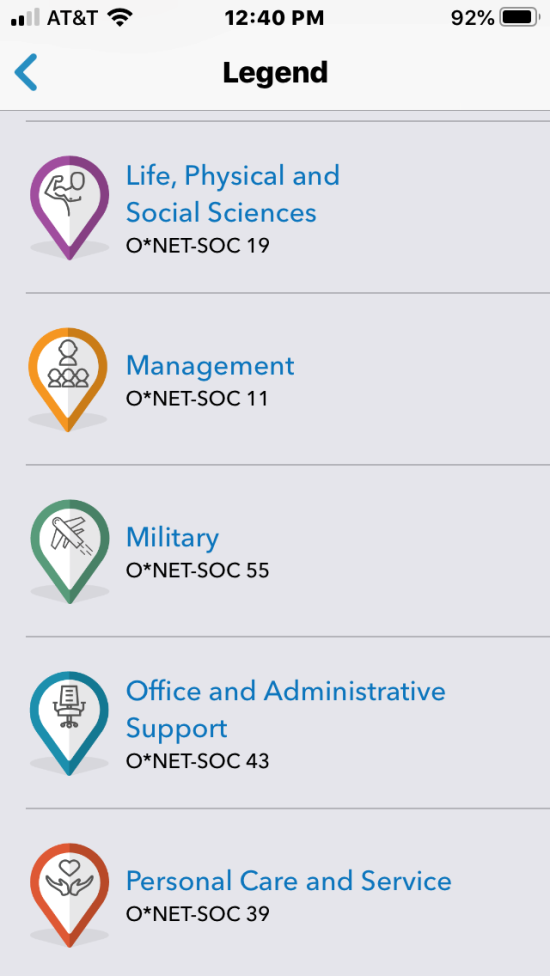 AT&T 12:40 PM 92%
Legend
Life, Physical and
Social Sciences
O*NET-SOC 19
Management
O*NET-SOC 11
Military
O*NET-SOC 55
Office and Administrative
Support
O*NET-SOC 43
Personal Care and Service
O*NET-SOC 39